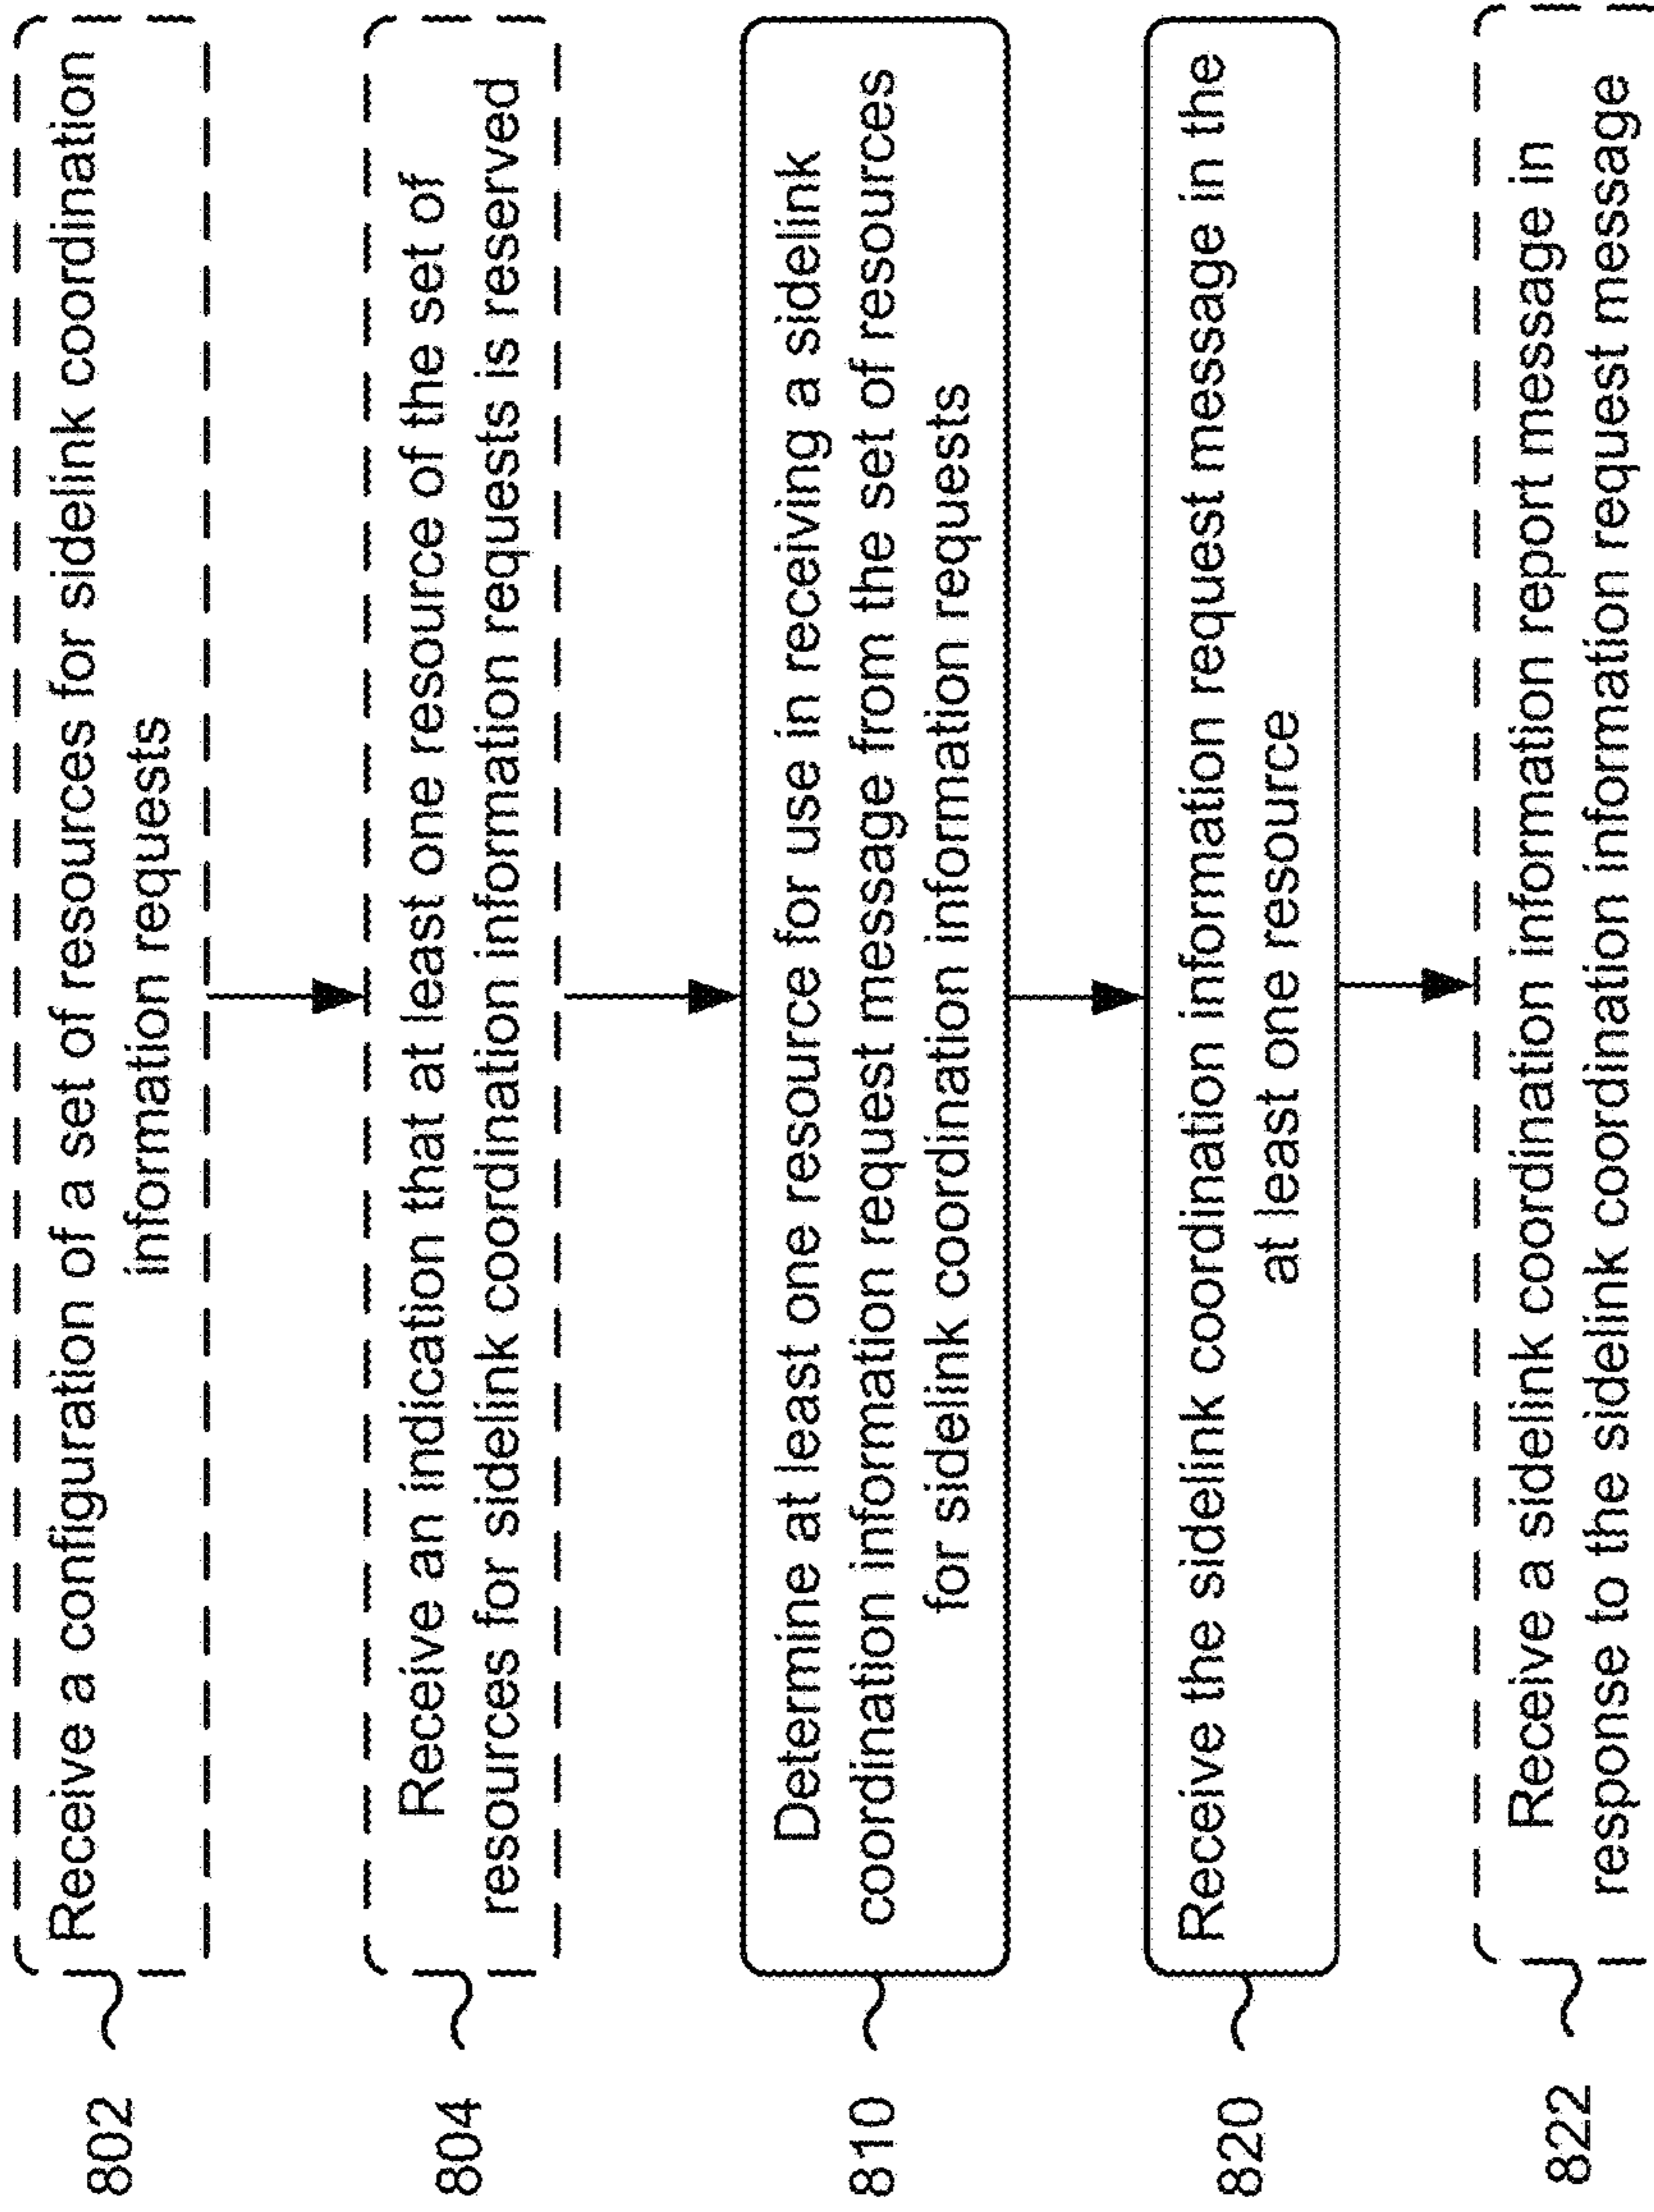 802
Receive a configuration of a set of resources for sidelink coordination
information requests
804
Receive an indication that at least one resource of the set of
resources for sidelink coordination information requests is reserved
810
Determine at least one resource for use in receiving a sidelink
coordination information request message from the set of resources
for sidelink coordination information requests
820
Receive the sidelink coordination information request message in the
at least one resource
822
Receive a sidelink coordination information report message in
response to the sidelink coordination information request message